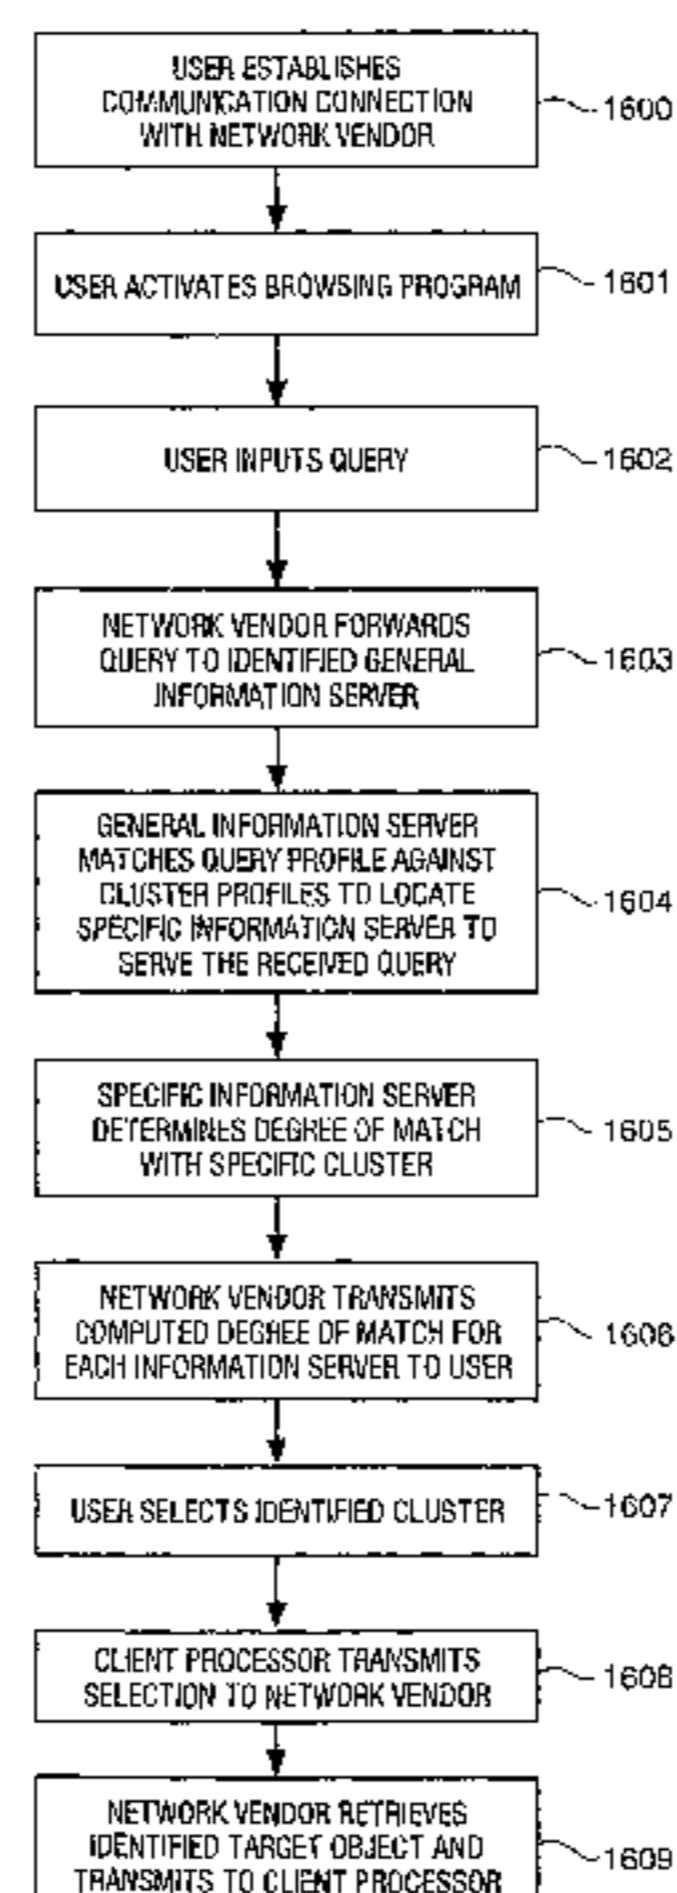 USER ESTABLISHES
COMMUNICATION CONNECTION
WITH NETWORK VENDOR
1600
USER ACTIVATES BROWSING PROGRAM
1601
USER INPUTS QUERY
1602
NETWORK VENDOR FORWARDS
QUERY TO IDENTIFIED GENERAL
INFORMATION SERVER
1603
GENERAL INFORMATION SERVER
MATCHES QUERY PROFILE AGAINST
CLUSTER PROFILES TO LOCATE
SPECIFIC INFORMATION SERVER TO
SERVE THE RECEIVED QUERY
1604
SPECIFIC INFORMATION SERVER
DETERMINES DEGREE OF MATCH
WITH SPECIFIC CLUSTER
1605
NETWORK VENDOR TRANSMITS
COMPUTED DEGREE OF MATCH FOR
EACH INFORMATION SERVER TO USER
1606
USER SELECTS IDENTIFIED CLUSTER
1607
CLIENT PROCESSOR TRANSMITS
SELECTION TO NETWORK VENDOR
1608
NETWORK VENDOR RETRIEVES
IDENTIFIED TARGET OBJECT AND
TRANSMITS TO CLIENT PROCESSOR
1609